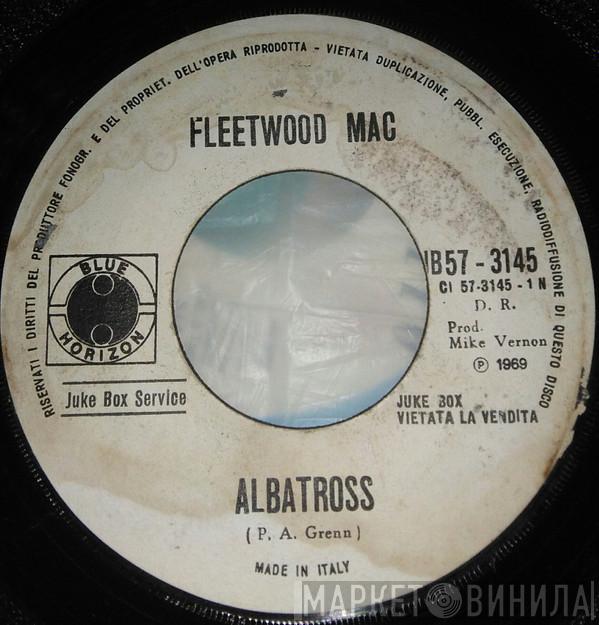 RISERVATI I DIRITTI DEL PRODUTTORE FONOGR. E DEL PROPRIET. DELL'OPERA RIPRODOTTA - VIETATA DUPLICAZIONE, PUBBL. ESECUZIONE, RADIODIFFUSIONE DI QUESTO DISCO
FLEETWOOD MAC
BLUE
HORIZON
Juke Box Service
JB57 - 3145
CI 57-3145 - 1 N
D. R.
Prod.
Mike Vernon
Ⓟ 1969
JUKE BOX
VIETATA LA VENDITA
ALBATROSS
( P. A. Grenn )
MADE IN ITALY
МАРКЕТ ВИНИЛА